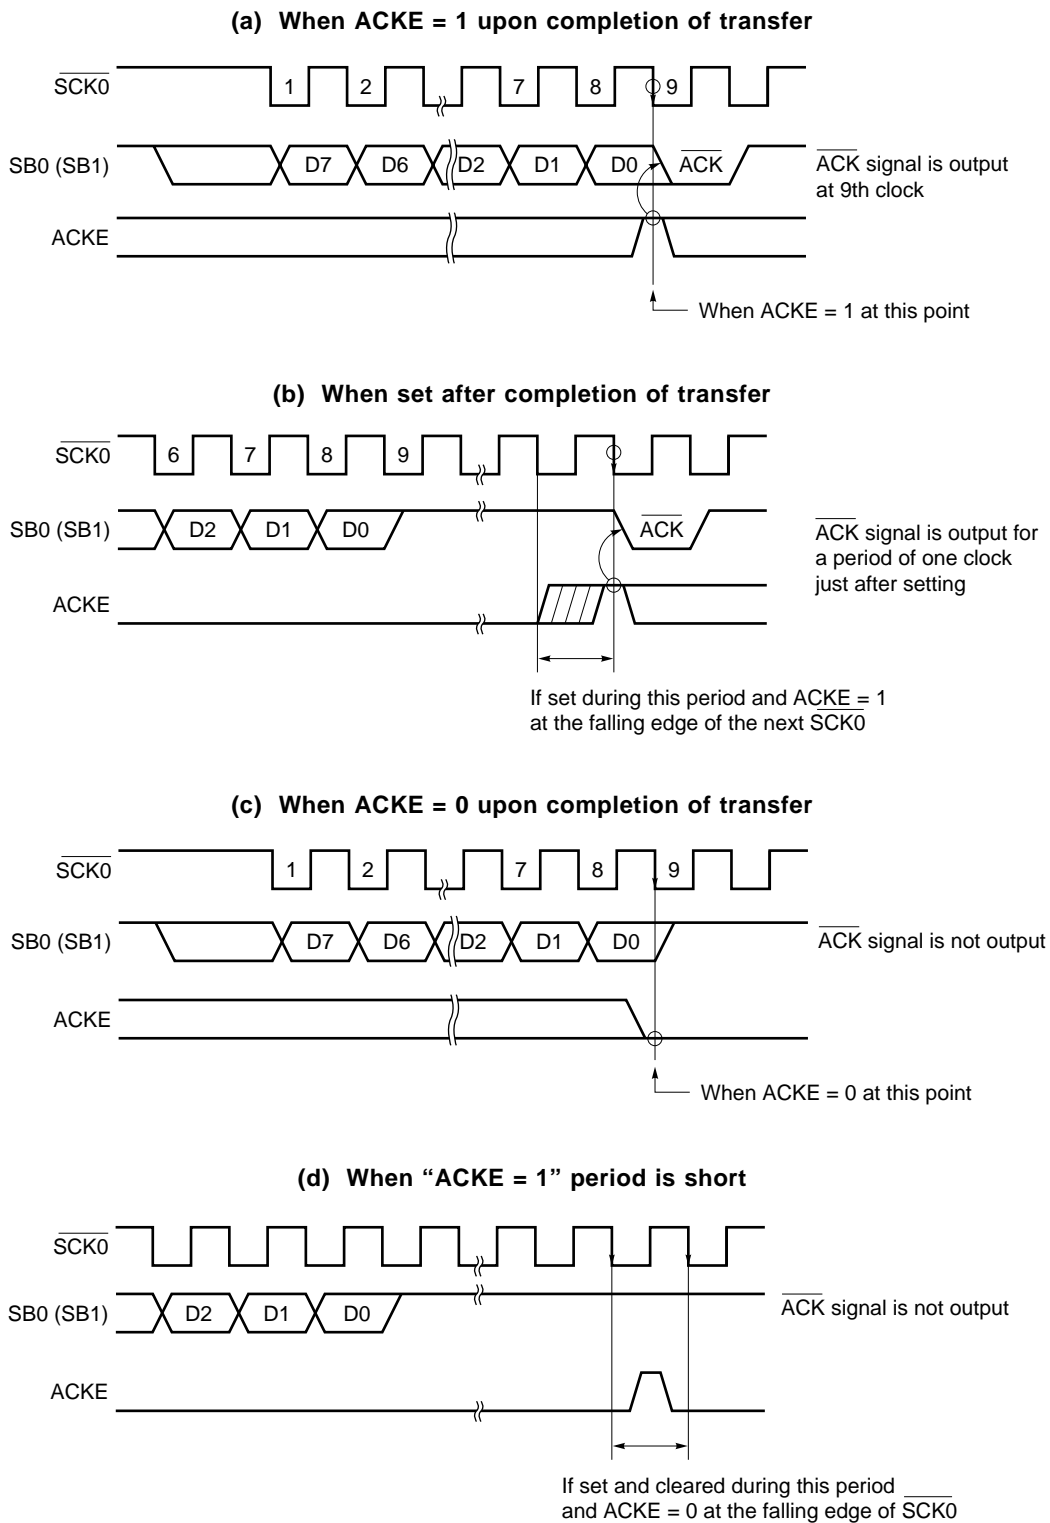 (a) When ACKE = 1 upon completion of transfer
SCK0 1 2 7 8 9
SB0 (SB1) D7 D6 D2 D1 D0 ACK
ACK signal is output
at 9th clock
ACKE
When ACKE = 1 at this point
(b) When set after completion of transfer
SCK0 6 7 8 9
SB0 (SB1) D2 D1 D0 ACK
ACK signal is output for
a period of one clock
just after setting
ACKE
If set during this period and ACKE = 1
at the falling edge of the next SCK0
(c) When ACKE = 0 upon completion of transfer
SCK0 1 2 7 8 9
SB0 (SB1) D7 D6 D2 D1 D0
ACK signal is not output
ACKE
When ACKE = 0 at this point
(d) When “ACKE = 1” period is short
SCK0
SB0 (SB1) D2 D1 D0
ACK signal is not output
ACKE
If set and cleared during this period
and ACKE = 0 at the falling edge of SCK0